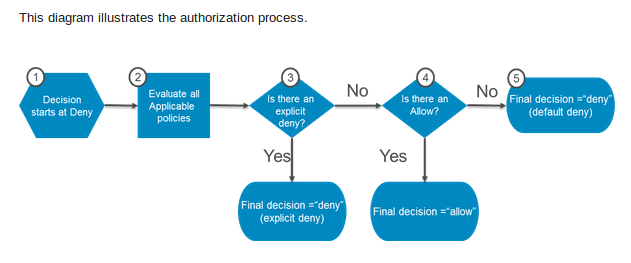 This diagram illustrates the authorization process.
1
Decision
starts at Deny
2
Evaluate all
Applicable
policies
3
Is there an
explicit
deny?
No
4
Is there an
Allow?
No
5
Final decision ="deny"
(default deny)
Yes
Yes
Final decision ="deny"
(explicit deny)
Final decision ="allow"